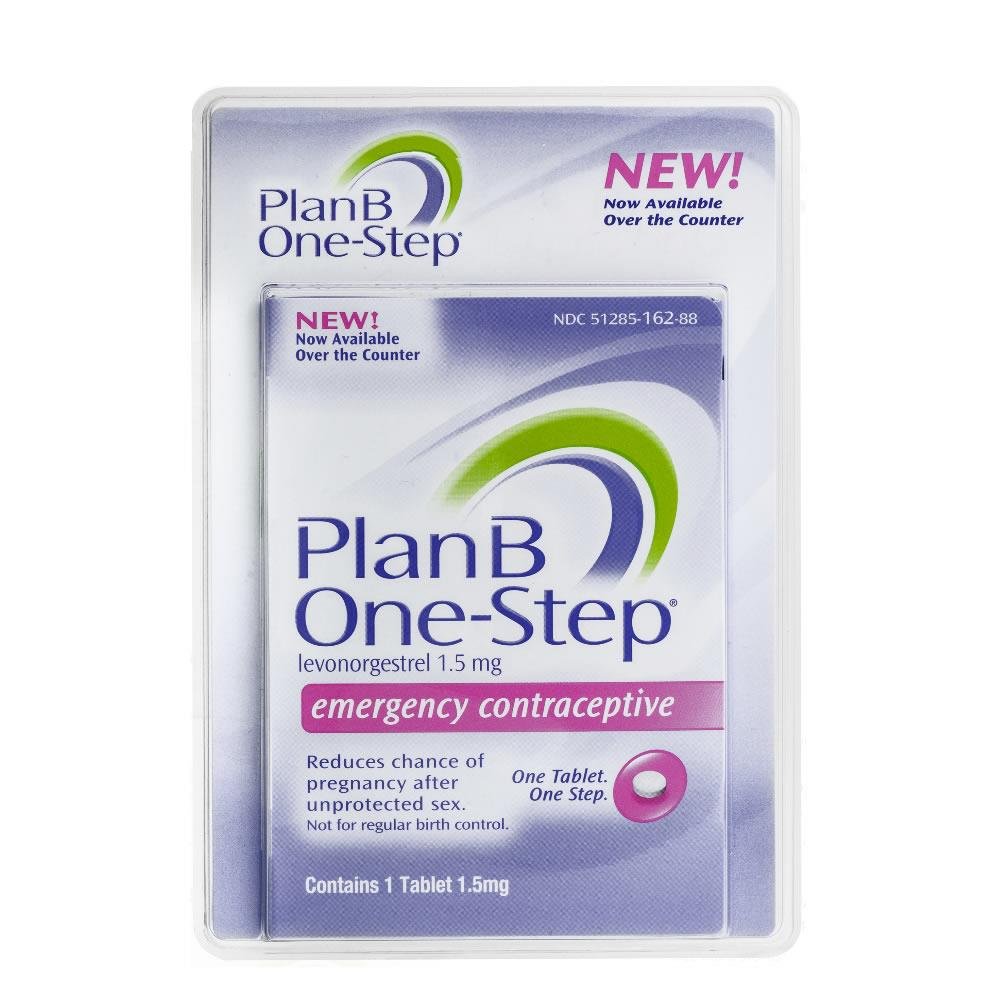 PlanB
One-Step®
NEW!
Now Available
Over the Counter
NEW!
Now Available
Over the Counter
NDC 51285-162-88
PlanB
One-Step®
levonorgestrel 1.5 mg
emergency contraceptive
Reduces chance of
pregnancy after
unprotected sex.
Not for regular birth control.
One Tablet.
One Step.
Contains 1 Tablet 1.5mg